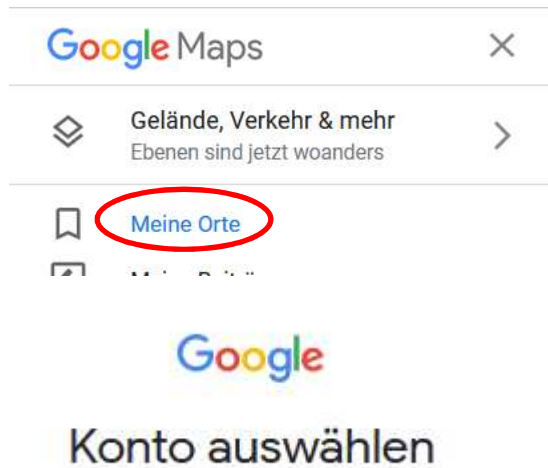 Google Maps
Gelände, Verkehr & mehr
Ebenen sind jetzt woanders
Meine Orte
Google
Konto auswählen